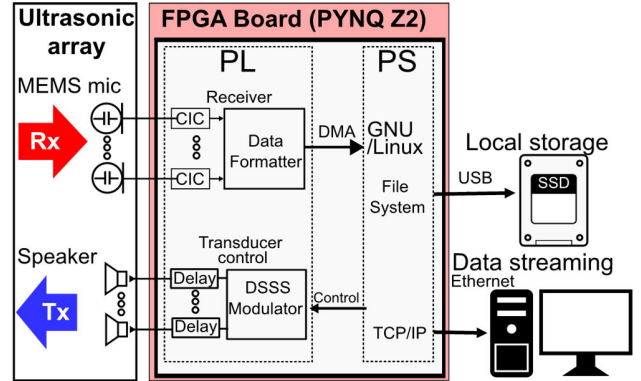 Ultrasonic
array
FPGA Board (PYNQ Z2)
MEMS mic
Rx
PL
PS
Receiver
CIC
CIC
Data
Formatter
DMA
GNU
/Linux
File
System
USB
Local storage
SSD
Speaker
Tx
Transducer
control
Delay
Delay
DSSS
Modulator
Control
TCP/IP
Data streaming
Ethernet